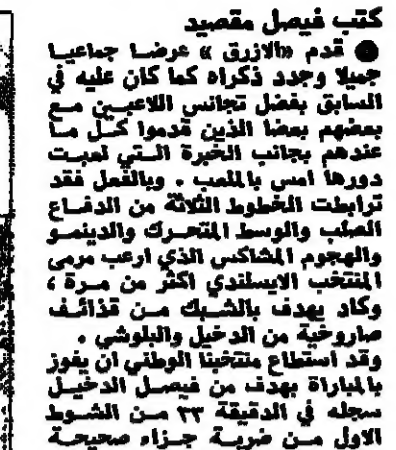 كتب فيصل مقصيد
● قدم «الازرق» عرضا جماعيا
جميلا وجدد ذكراه كما كان عليه في
السابق بفضل تجانس اللاعبين مع
بعضهم بعضا الذين قدموا كل ما
عندهم بجانب الخبرة التي لعبت
دورها امس بالملعب . وبالفعل فقد
ترابطت الخطوط الثلاثة من الدفاع
الصلب والوسط المتحرك والدينمو
والهجوم المشاكس الذي ارعب مرمى
المنتخب الايسلندي اكثر من مرة ،
وكاد يهدف بالشبك من قذائف
صاروخية من الدخيل والبلوشي .
وقد استطاع منتخبنا الوطني ان يفوز
بالمباراة بهدف من فيصل الدخيل
سجله في الدقيقة ٣٣ من الشوط
الاول من ضربة جزاء صحيحة